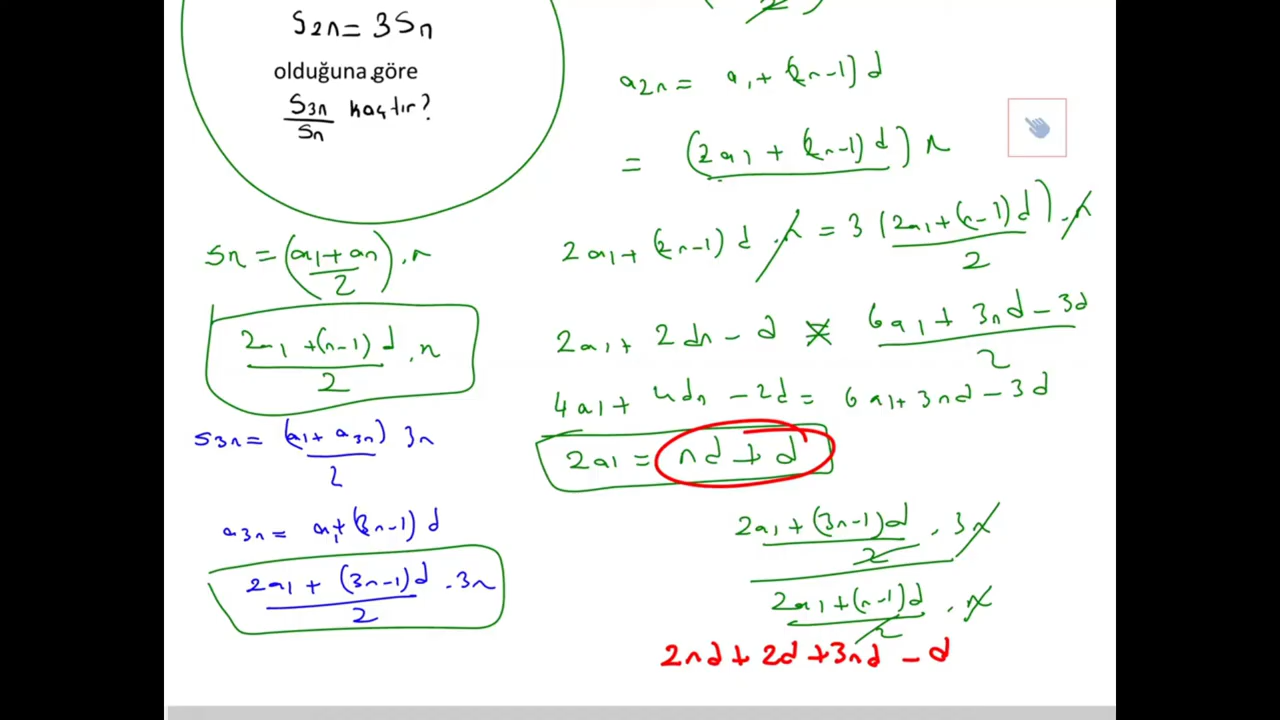 S2n = 3Sn
olduğuna göre
S3n / Sn kaçtır?
Sn = (a1 + an / 2) . n
2a1 + (n-1) d / 2 . n
S3n = (a1 + a3n) / 2 3n
a3n = a1 + (3n-1) d
2a1 + (3n-1) d / 2 . 3n
a2n = a1 + (2n-1) d
= (2a1 + (2n-1) d) n
2a1 + (2n-1) d . n = 3 (2a1 + (n-1) d) / 2 . n
2a1 + 2dn - d = 6a1 + 3nd - 3d / 2
4a1 + 4dn - 2d = 6a1 + 3nd - 3d
2a1 = nd + d
2a1 + (3n-1) d / 2 . 3n
2a1 + (n-1) d / 2 . n
2nd + 2d + 3nd - d